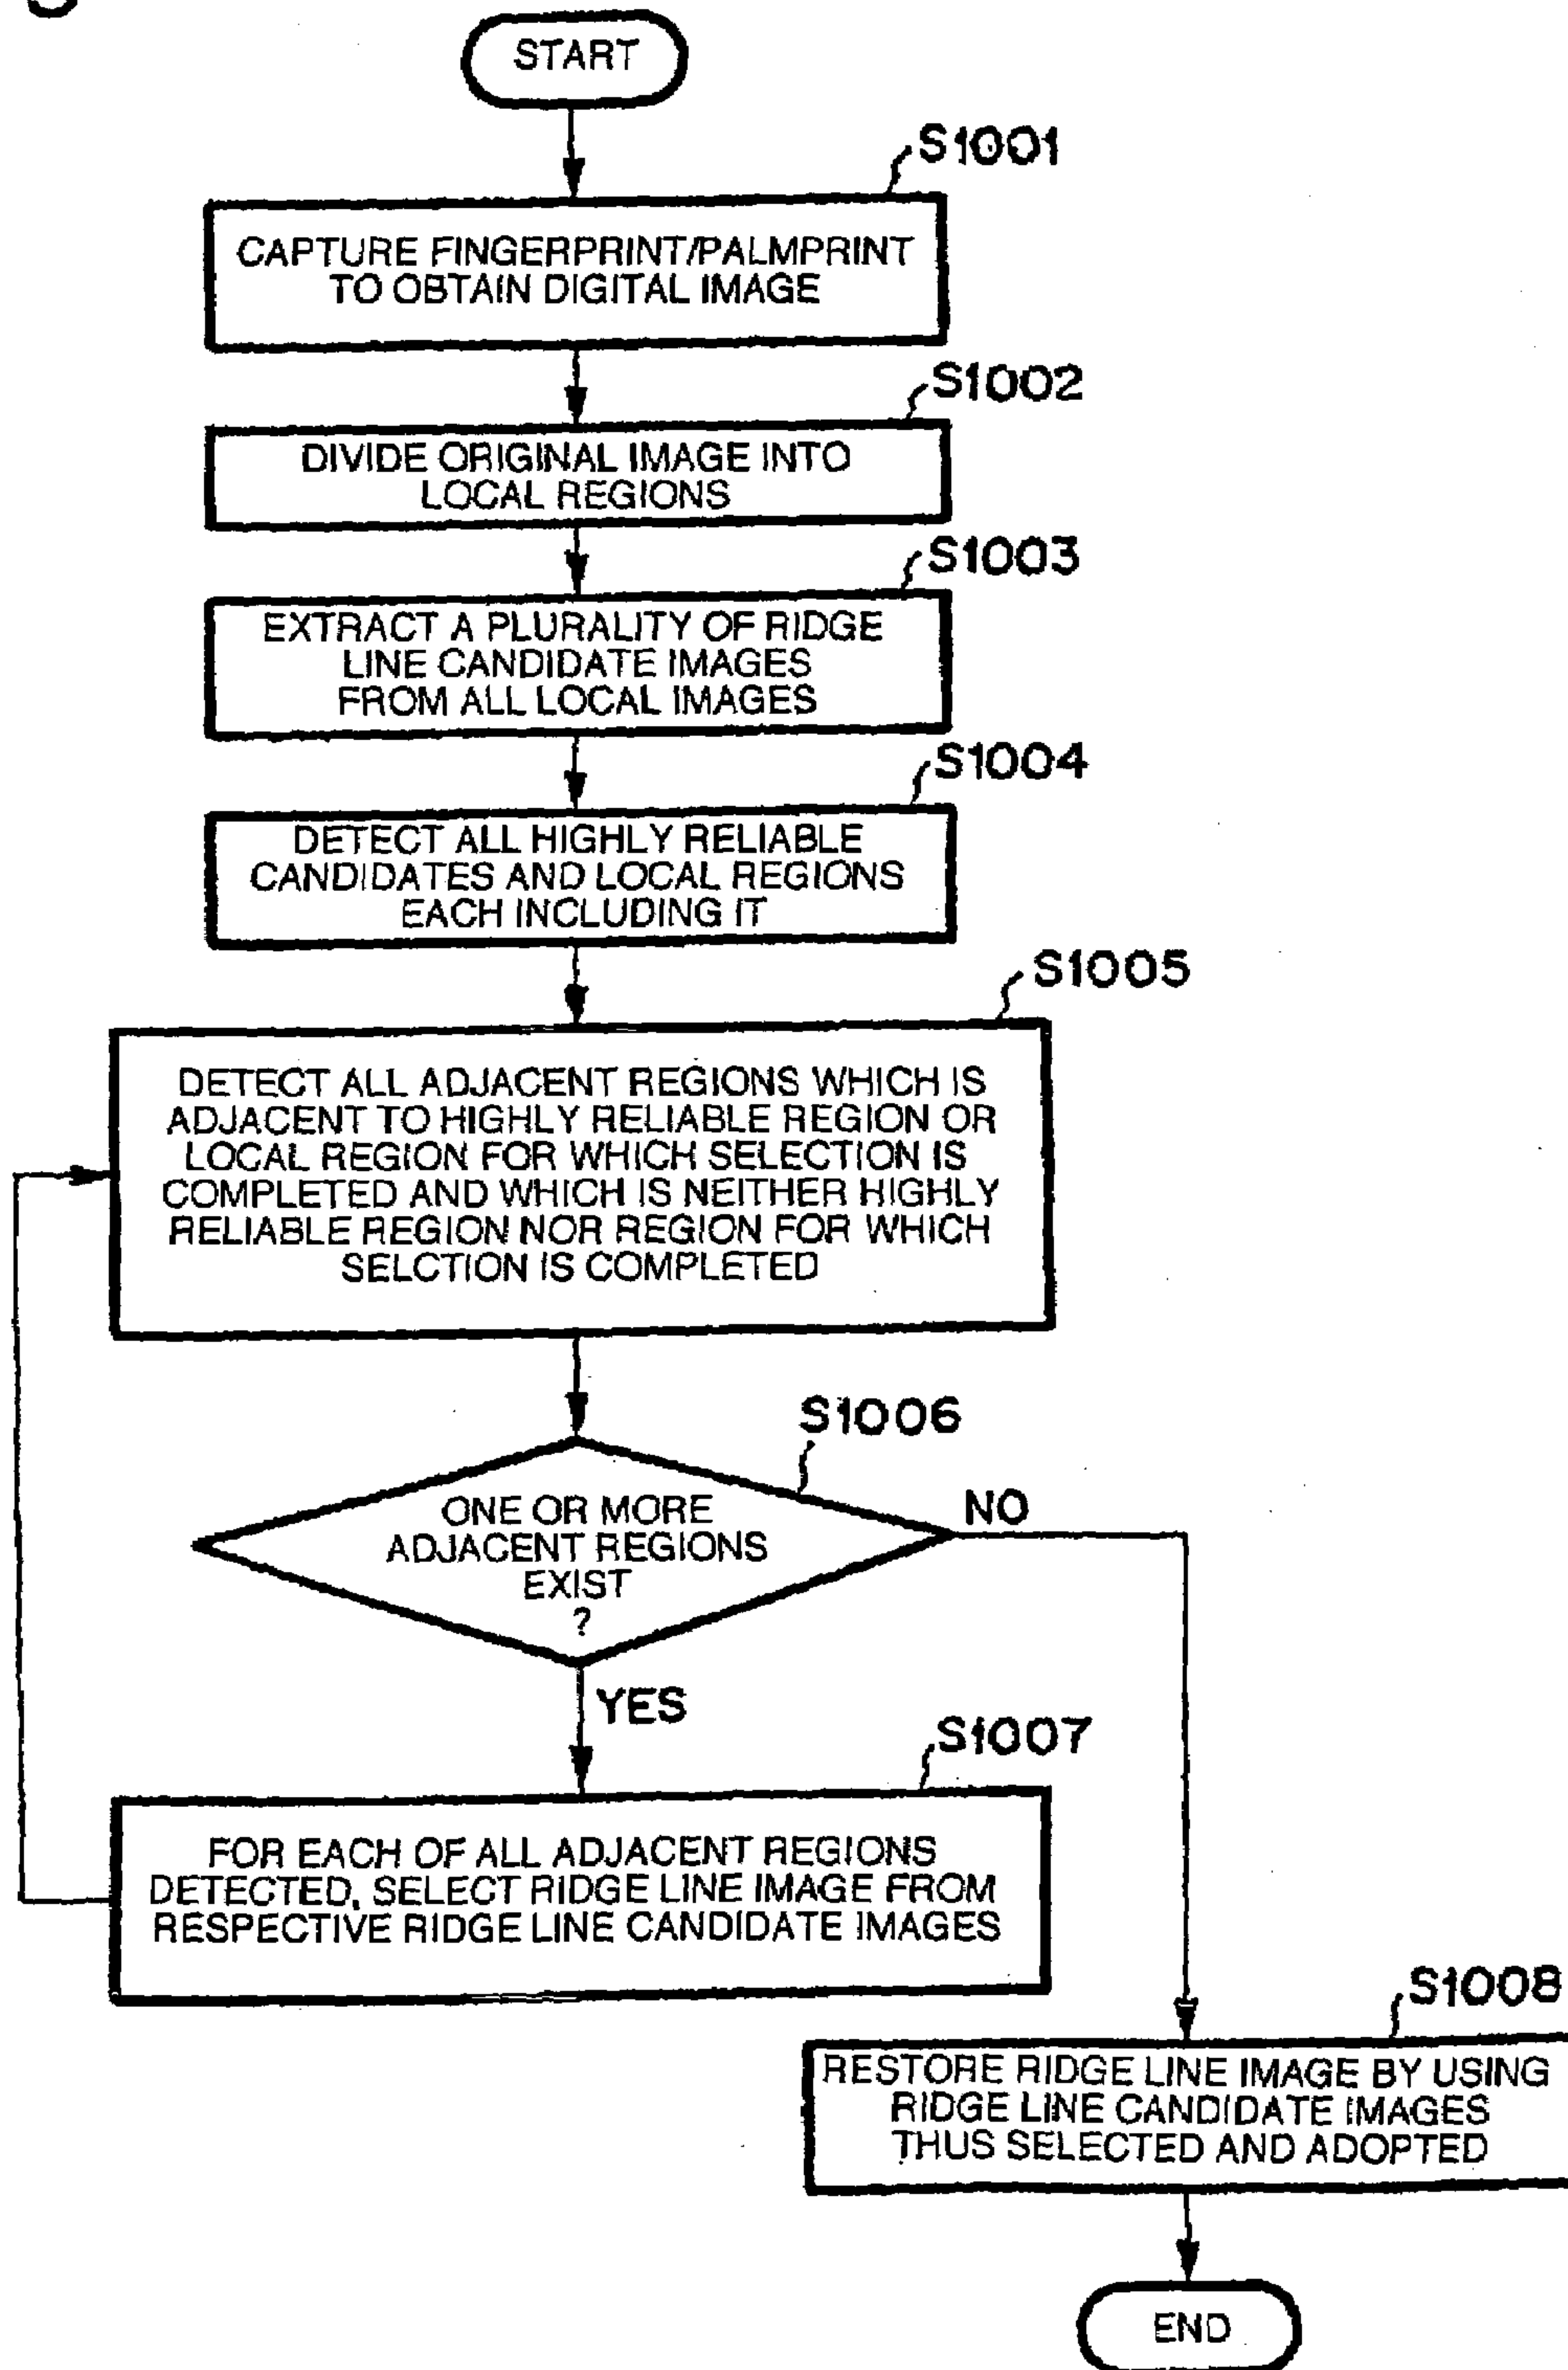 START
S1001
CAPTURE FINGERPRINT/PALMPRINT
TO OBTAIN DIGITAL IMAGE
S1002
DIVIDE ORIGINAL IMAGE INTO
LOCAL REGIONS
S1003
EXTRACT A PLURALITY OF RIDGE
LINE CANDIDATE IMAGES
FROM ALL LOCAL IMAGES
S1004
DETECT ALL HIGHLY RELIABLE
CANDIDATES AND LOCAL REGIONS
EACH INCLUDING IT
S1005
DETECT ALL ADJACENT REGIONS WHICH IS
ADJACENT TO HIGHLY RELIABLE REGION OR
LOCAL REGION FOR WHICH SELECTION IS
COMPLETED AND WHICH IS NEITHER HIGHLY
RELIABLE REGION NOR REGION FOR WHICH
SELCTION IS COMPLETED
S1006
ONE OR MORE
ADJACENT REGIONS
EXIST
?
NO
YES
S1007
FOR EACH OF ALL ADJACENT REGIONS
DETECTED, SELECT RIDGE LINE IMAGE FROM
RESPECTIVE RIDGE LINE CANDIDATE IMAGES
S1008
RESTORE RIDGE LINE IMAGE BY USING
RIDGE LINE CANDIDATE IMAGES
THUS SELECTED AND ADOPTED
END